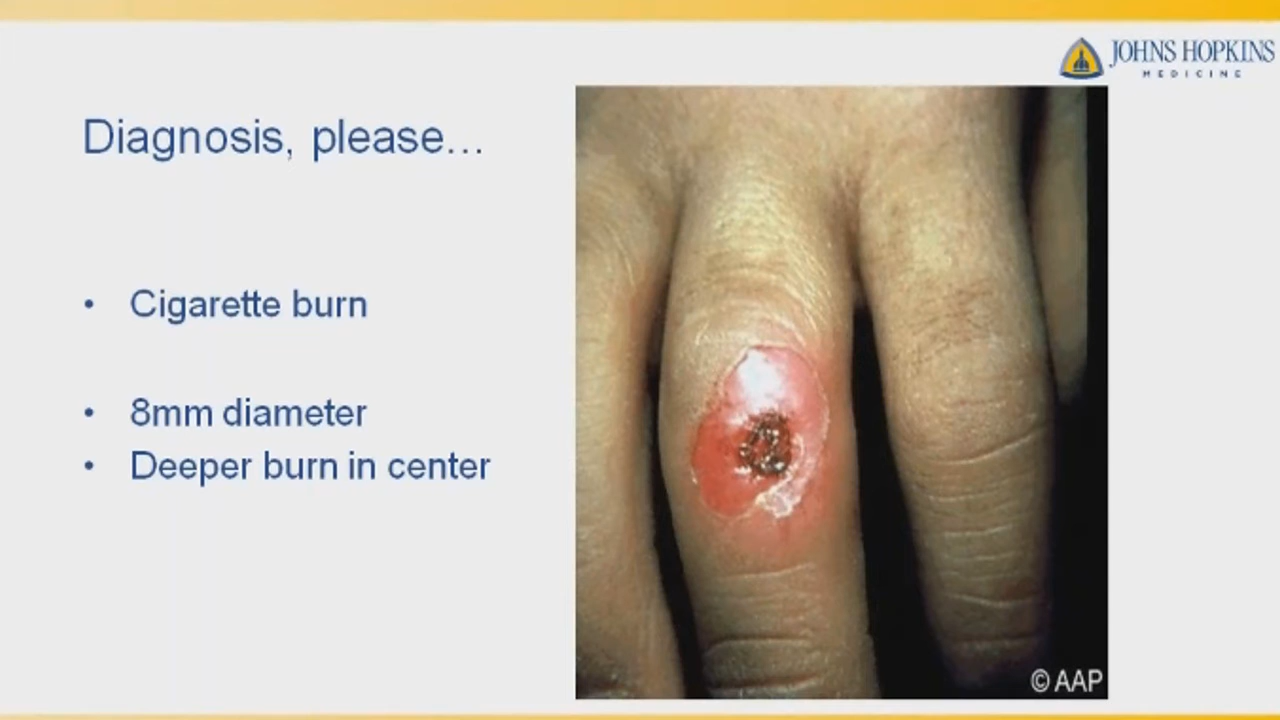 JOHNS HOPKINS
MEDICINE
Diagnosis, please...
• Cigarette burn
• 8mm diameter
• Deeper burn in center
© AAP